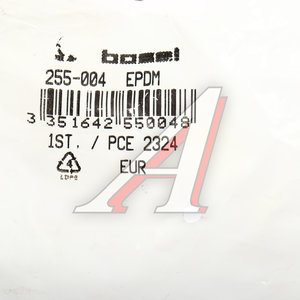 bosal
255-004 EPDM
3 351642 550048
1ST. / PCE 2324
4
EUR
LDPE